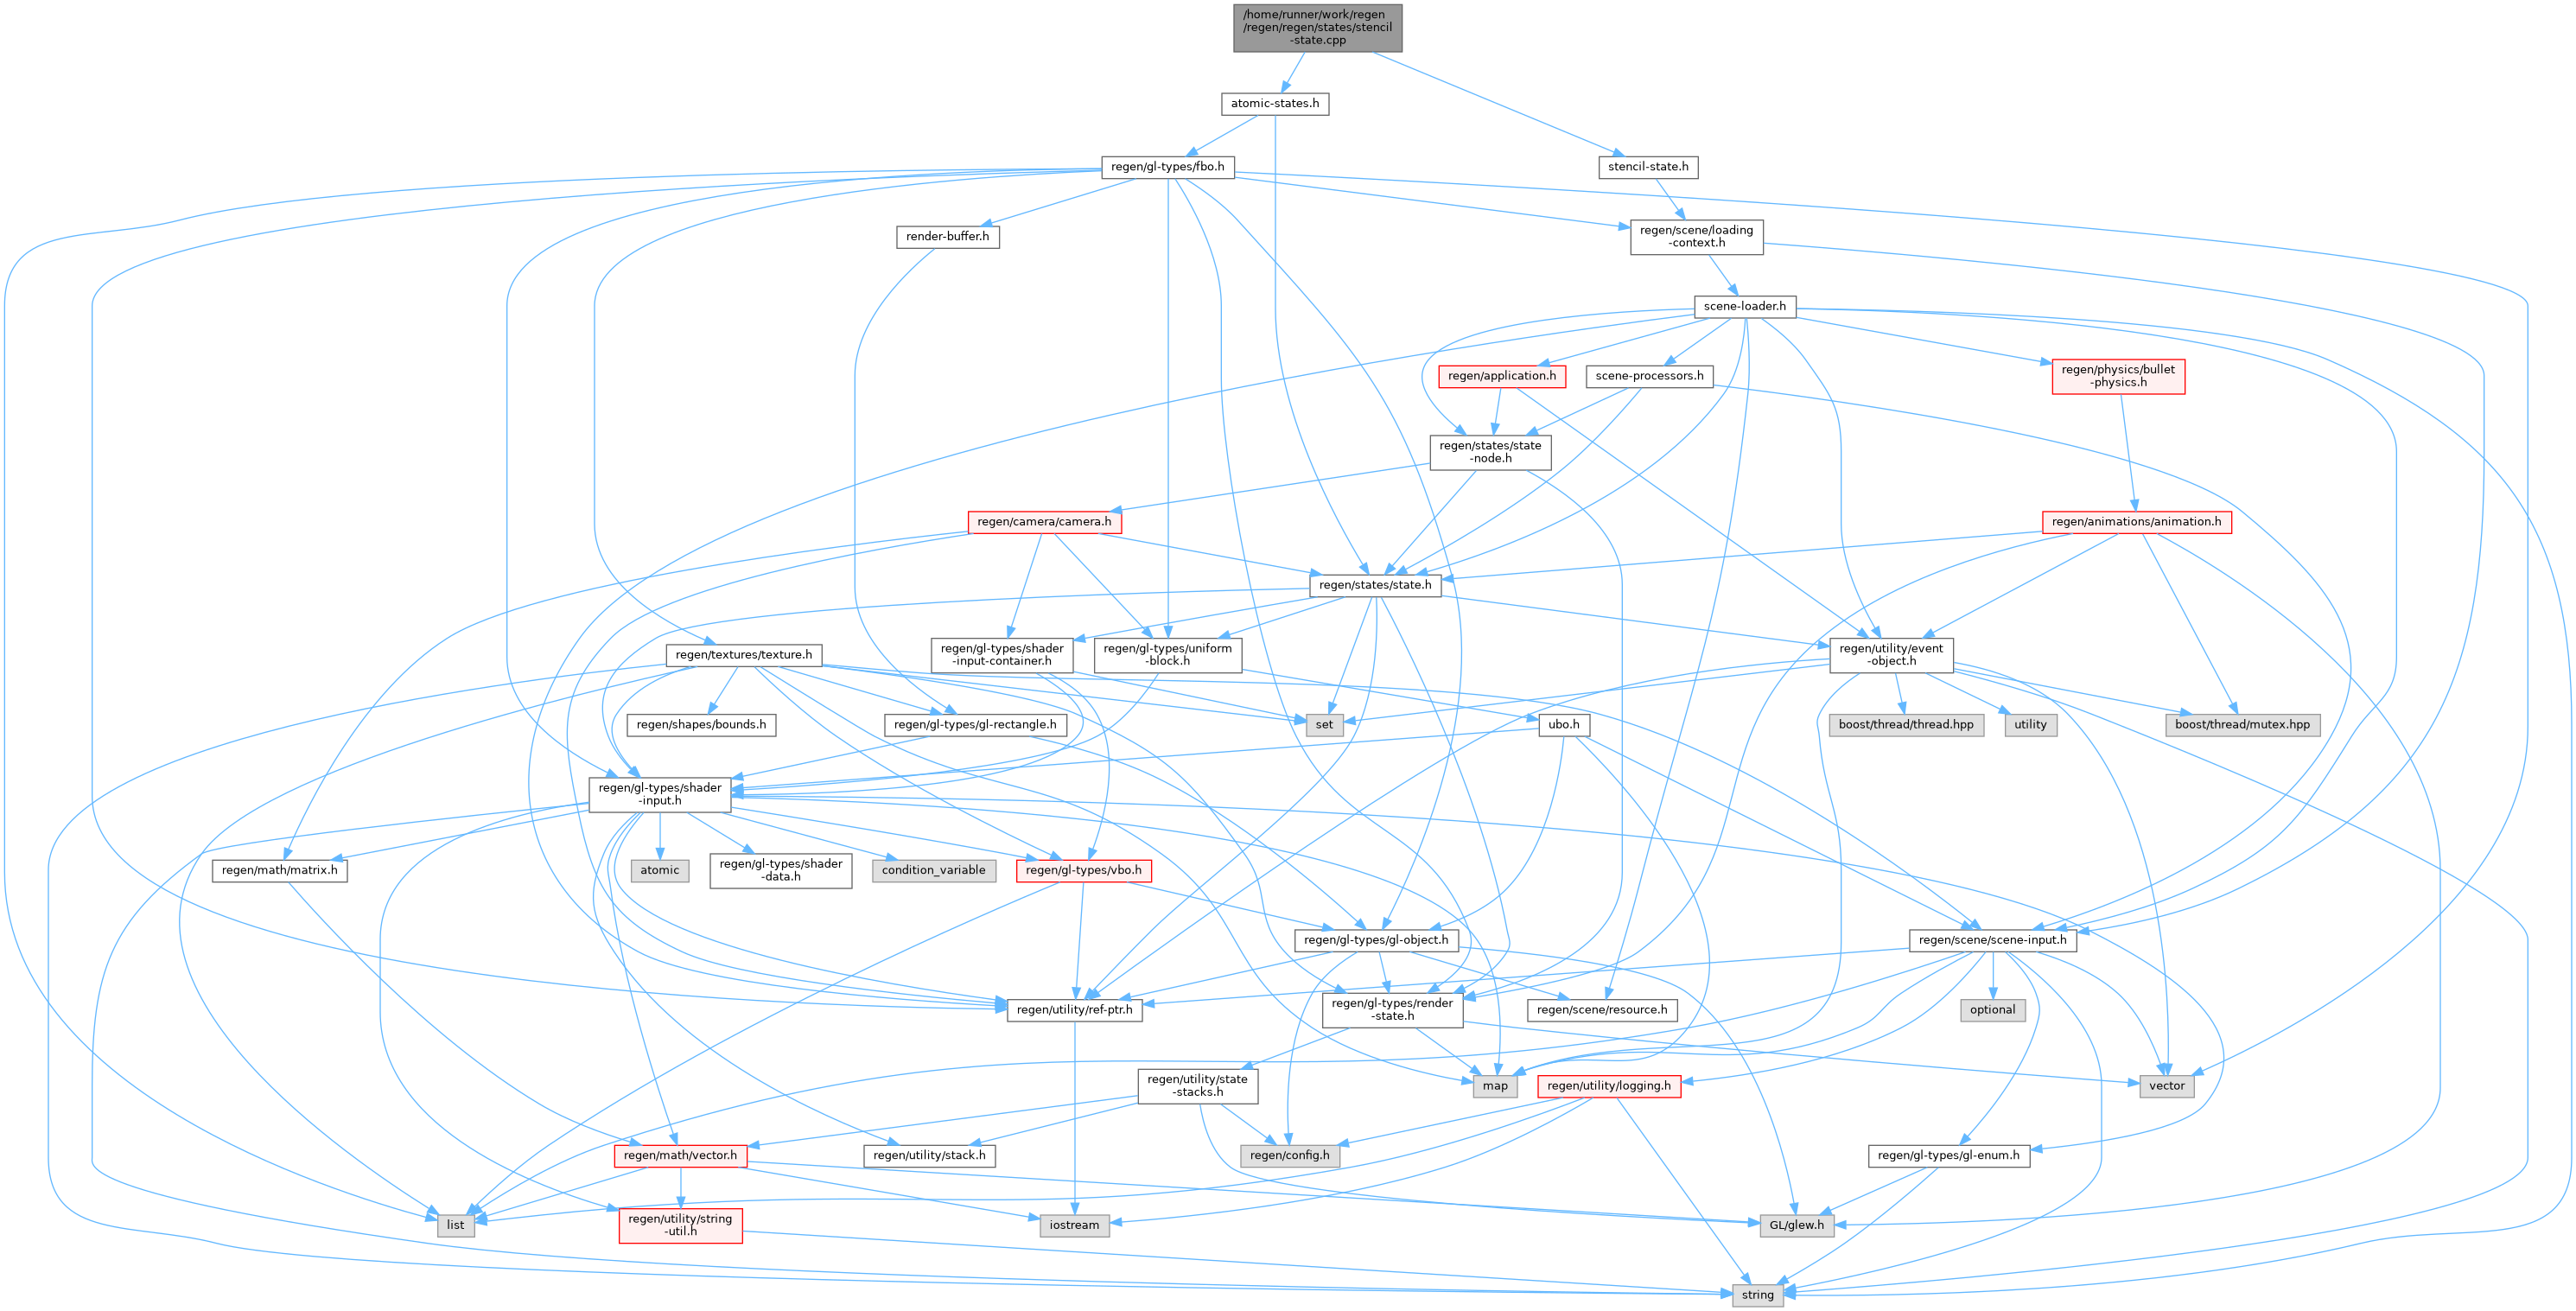 /home/runner/work/regen
/regen/regen/states/stencil
-state.cpp
atomic-states.h
regen/gl-types/fbo.h
stencil-state.h
render-buffer.h
regen/scene/loading
-context.h
scene-loader.h
regen/application.h
scene-processors.h
regen/physics/bullet
-physics.h
regen/states/state
-node.h
regen/camera/camera.h
regen/animations/animation.h
regen/states/state.h
regen/textures/texture.h
regen/gl-types/shader
-input-container.h
regen/gl-types/uniform
-block.h
regen/utility/event
-object.h
regen/shapes/bounds.h
regen/gl-types/gl-rectangle.h
set
ubo.h
boost/thread/thread.hpp
utility
boost/thread/mutex.hpp
regen/gl-types/shader
-input.h
regen/math/matrix.h
atomic
regen/gl-types/shader
-data.h
condition_variable
regen/gl-types/vbo.h
regen/gl-types/gl-object.h
regen/scene/scene-input.h
regen/utility/ref-ptr.h
regen/gl-types/render
-state.h
regen/scene/resource.h
optional
regen/utility/state
-stacks.h
map
regen/utility/logging.h
vector
regen/math/vector.h
regen/utility/stack.h
regen/config.h
regen/gl-types/gl-enum.h
list
regen/utility/string
-util.h
iostream
GL/glew.h
string